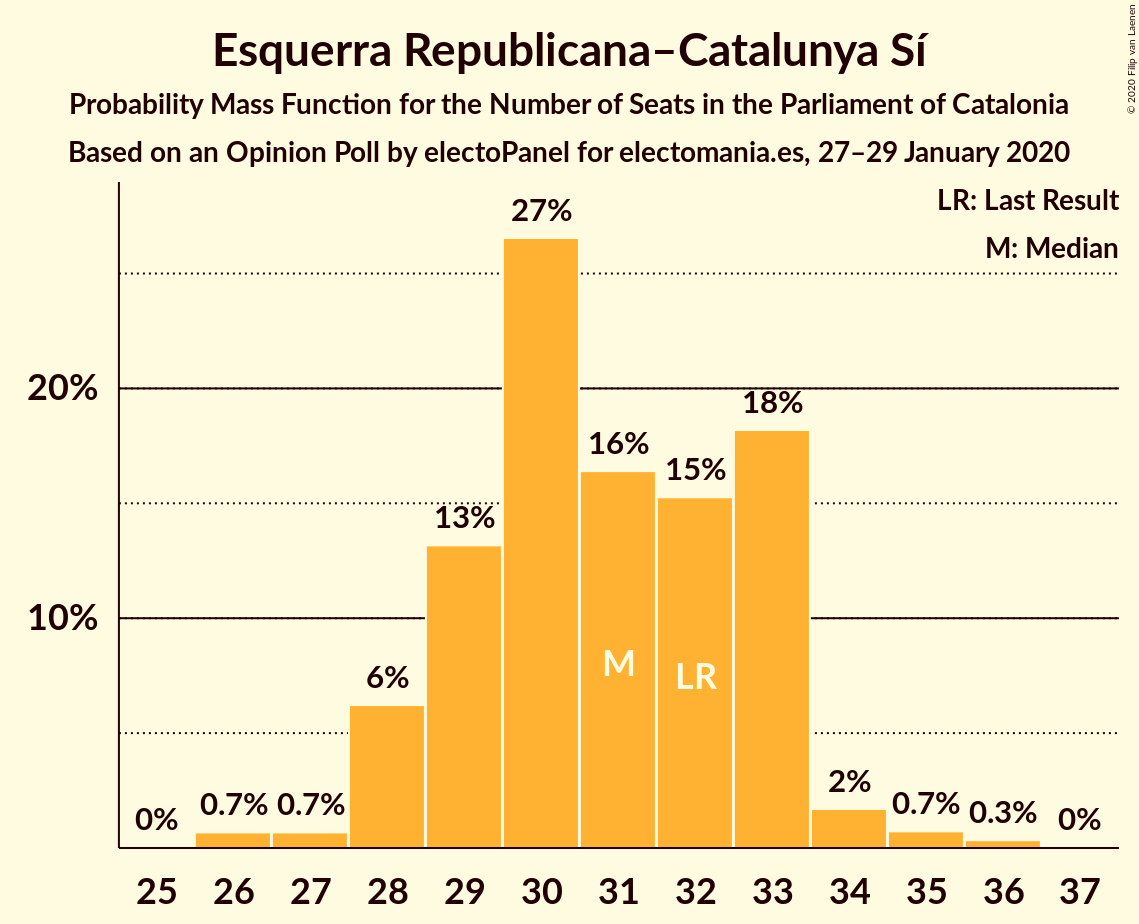 Esquerra Republicana–Catalunya Sí
Probability Mass Function for the Number of Seats in the Parliament of Catalonia
Based on an Opinion Poll by electoPanel for electomania.es, 27–29 January 2020
© 2020 Filip van Laenen
LR: Last Result
M: Median
20%
10%
0%
0.7%
0.7%
6%
13%
27%
16%
15%
18%
2%
0.7%
0.3%
0%
M
LR
25 26 27 28 29 30 31 32 33 34 35 36 37